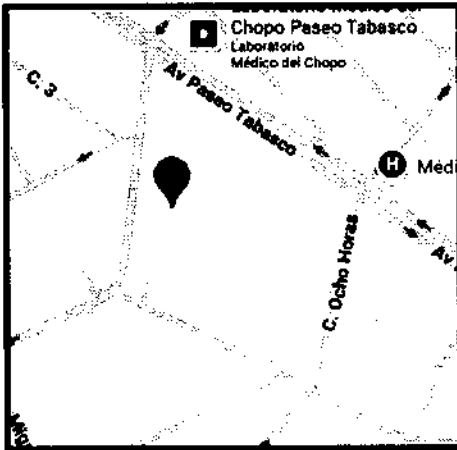 Chopo Paseo Tabasco
Laboratorio
Médico del Chopo
C. 3
Av Paseo Tabasco
H
Médi
C. Ocho Horas
Av